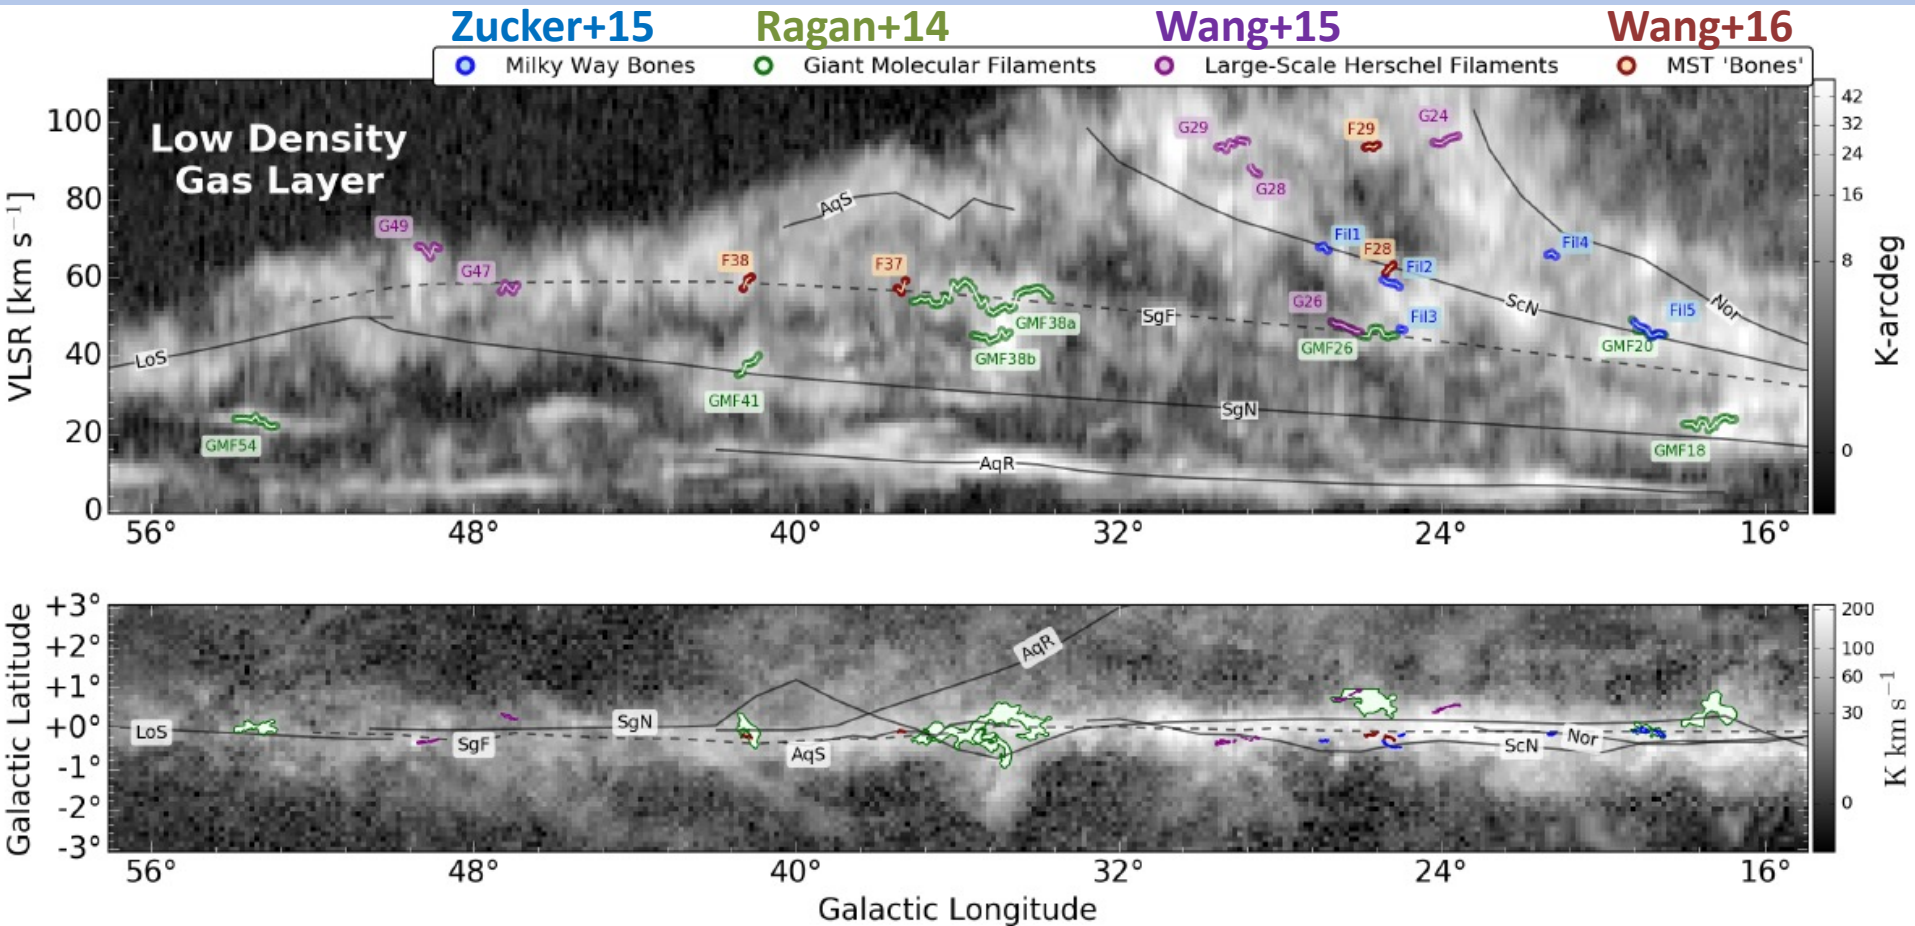 Zucker+15 Ragan+14 Wang+15 Wang+16
Milky Way Bones Giant Molecular Filaments Large-Scale Herschel Filaments MST 'Bones'
Low Density
Gas Layer
VLSR [km s⁻¹]
100
80
60
40
20
0
G29
F29
G24
G28
AqS
G49
G47
F38
F37
Fil1
F28
Fil2
Fil4
G26
Fil3
ScN
Nor
Fil5
SgF
GMF38a
GMF38b
GMF26
GMF20
LoS
GMF41
SgN
GMF54
GMF18
AqR
42
32
24
16
8
0
K-arcdeg
56° 48° 40° 32° 24° 16°
Galactic Latitude
+3°
+2°
+1°
+0°
-1°
-2°
-3°
AqR
LoS
SgN
SgF
AqS
ScN
Nor
200
100
60
30
0
K km s⁻¹
56° 48° 40° 32° 24° 16°
Galactic Longitude